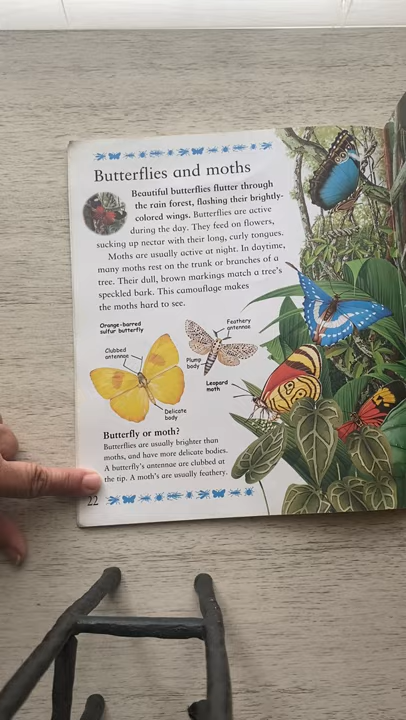 Butterflies and moths
Beautiful butterflies flutter through
the rain forest, flashing their brightly-
colored wings. Butterflies are active
during the day. They feed on flowers,
sucking up nectar with their long, curly tongues.
Moths are usually active at night. In daytime,
many moths rest on the trunk or branches of a
tree. Their dull, brown markings match a tree's
speckled bark. This camouflage makes
the moths hard to see.
Orange-barred
sulfur butterfly
Clubbed
antennae
Delicate
body
Feathery
antennae
Plump
body
Leopard
moth
Butterfly or moth?
Butterflies are usually brighter than
moths, and have more delicate bodies.
A butterfly's antennae are clubbed at
the tip. A moth's are usually feathery.
22